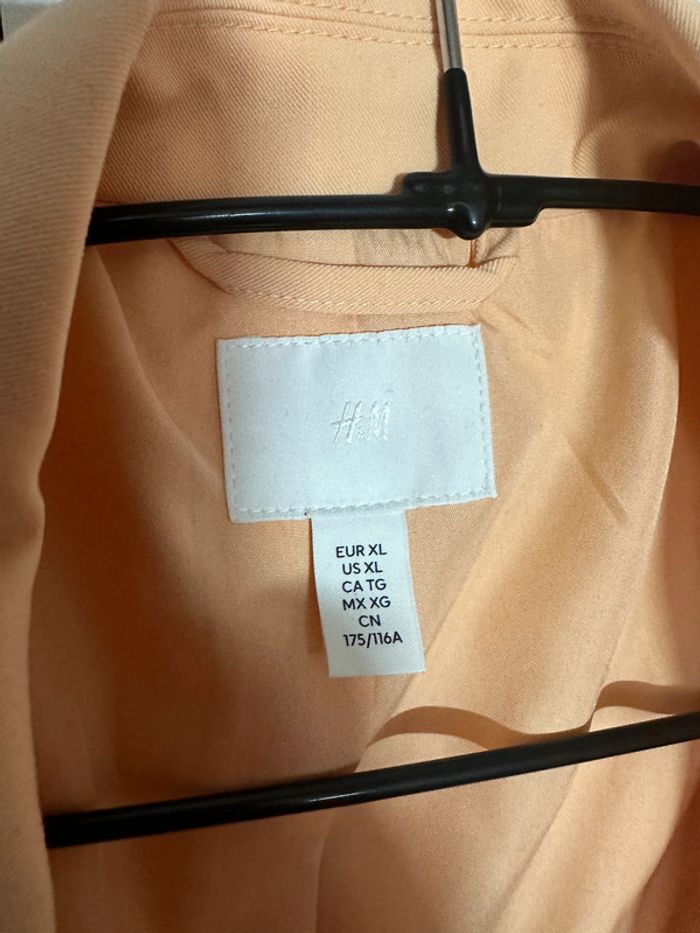 H&M
EUR XL
US XL
CA TG
MX XG
CN
175/116A